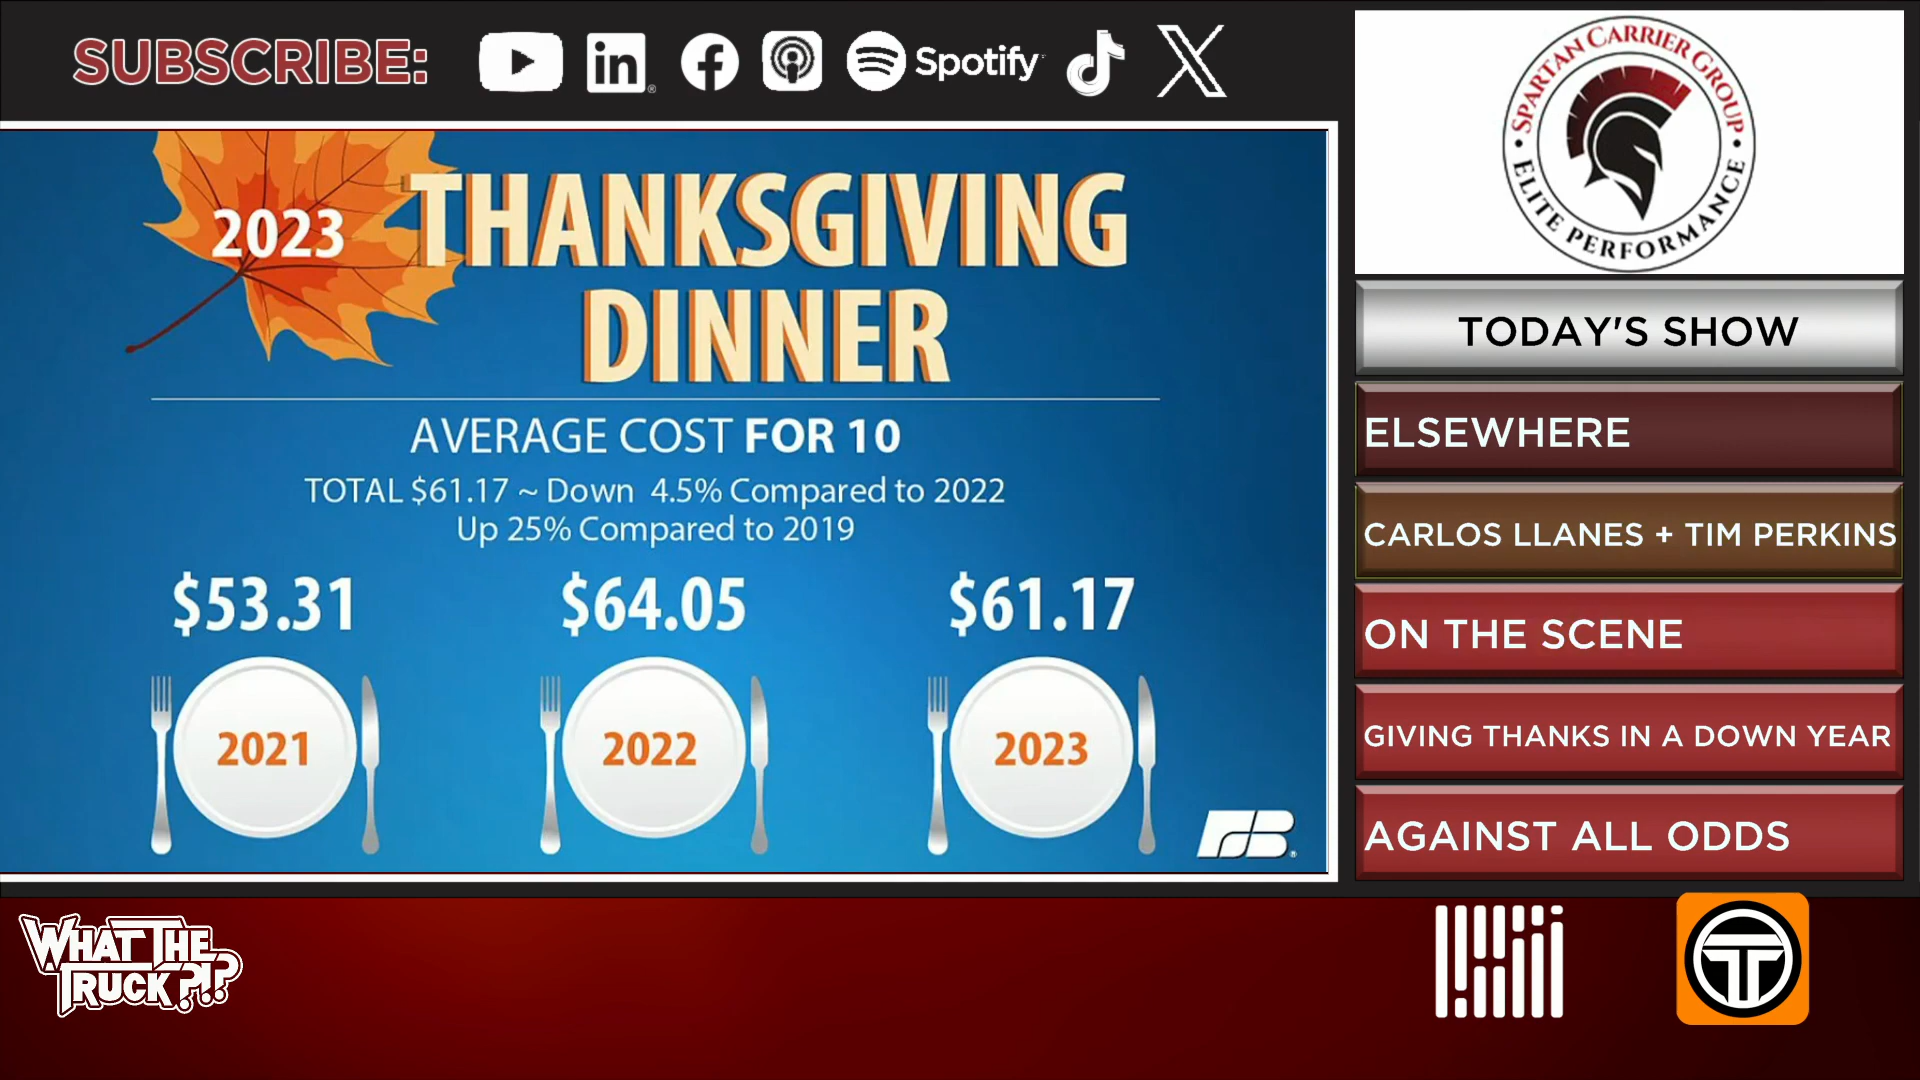 SUBSCRIBE:
in
Spotify
X
2023
THANKSGIVING
DINNER
AVERAGE COST FOR 10
TOTAL $61.17 ~ Down 4.5% Compared to 2022
Up 25% Compared to 2019
$53.31
$64.05
$61.17
2021
2022
2023
FB
SPARTAN CARRIER GROUP
• ELITE PERFORMANCE •
TODAY'S SHOW
ELSEWHERE
CARLOS LLANES + TIM PERKINS
ON THE SCENE
GIVING THANKS IN A DOWN YEAR
AGAINST ALL ODDS
WHAT THE
TRUCK?!?
T